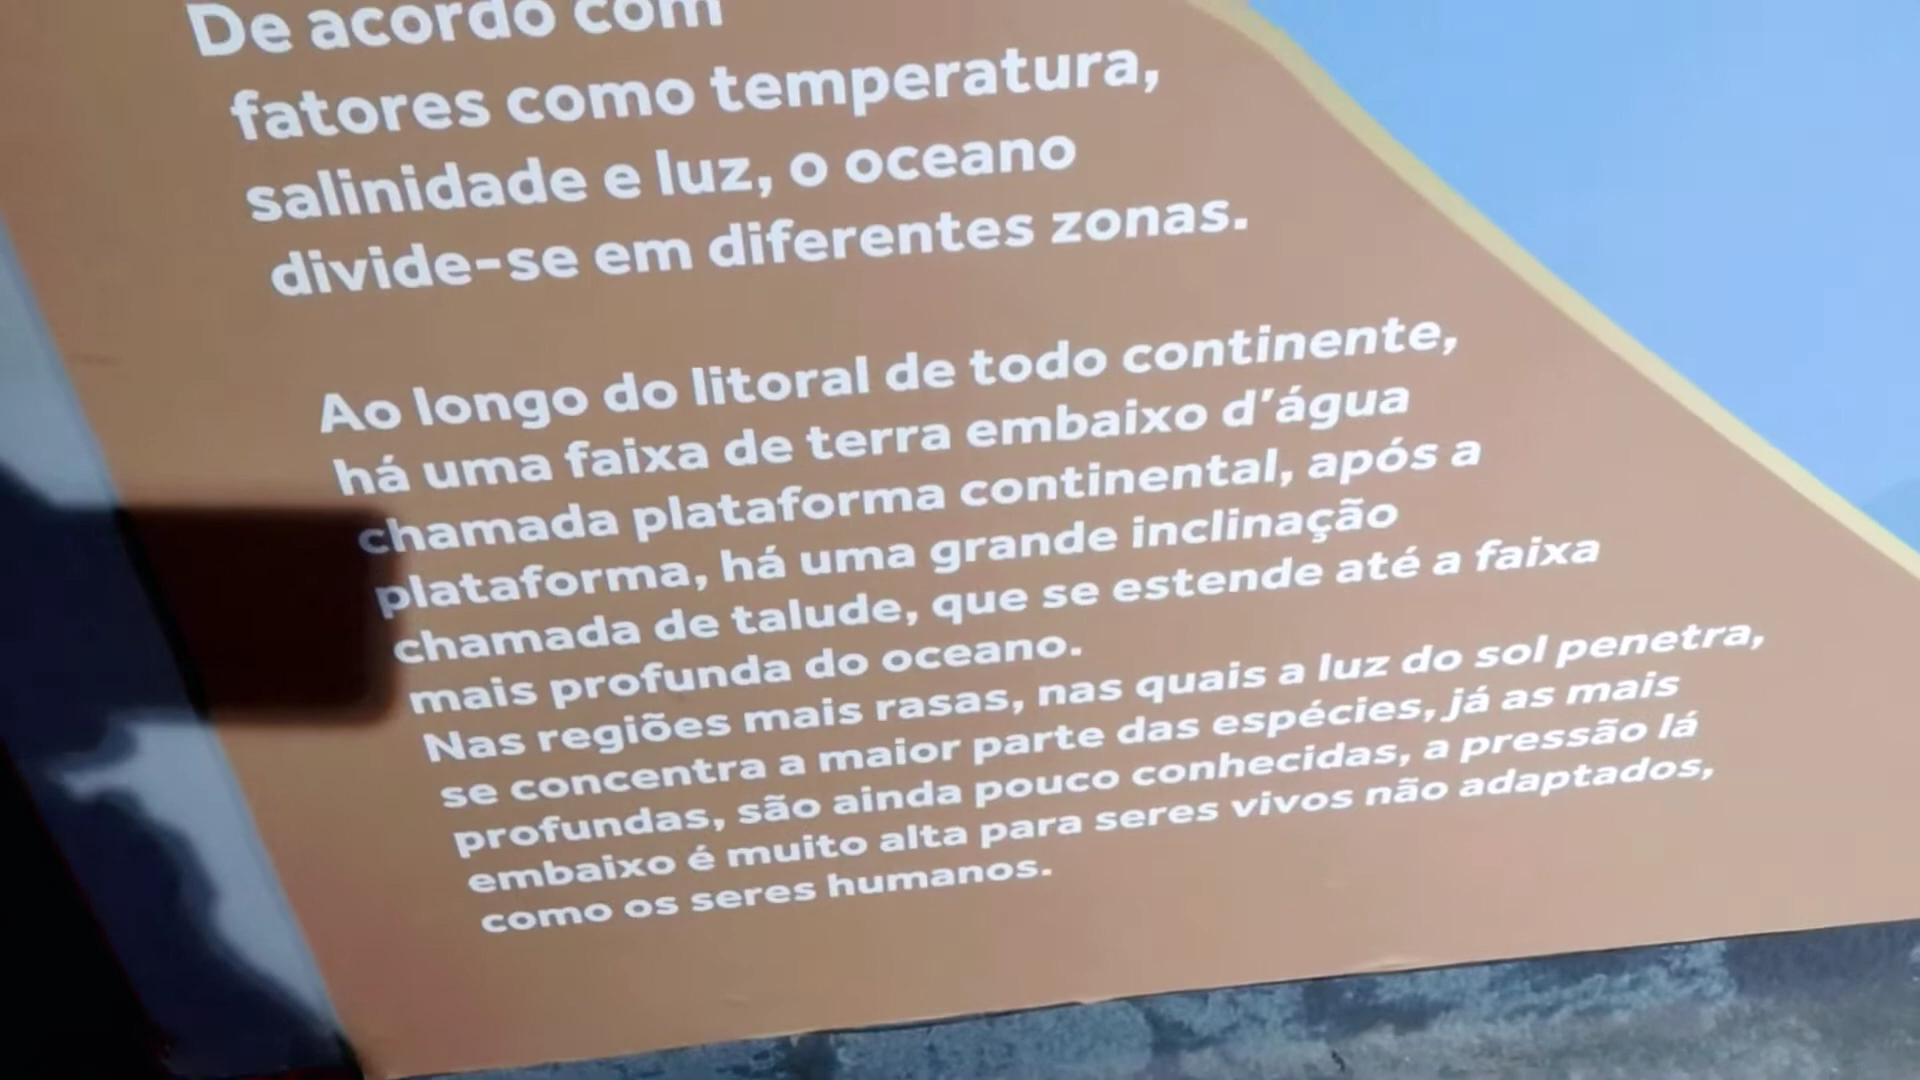 De acordo com
fatores como temperatura,
salinidade e luz, o oceano
divide-se em diferentes zonas.
Ao longo do litoral de todo continente,
há uma faixa de terra embaixo d'água
chamada plataforma continental, após a
plataforma, há uma grande inclinação
chamada de talude, que se estende até a faixa
mais profunda do oceano.
Nas regiões mais rasas, nas quais a luz do sol penetra,
se concentra a maior parte das espécies, já as mais
profundas, são ainda pouco conhecidas, a pressão lá
embaixo é muito alta para seres vivos não adaptados,
como os seres humanos.